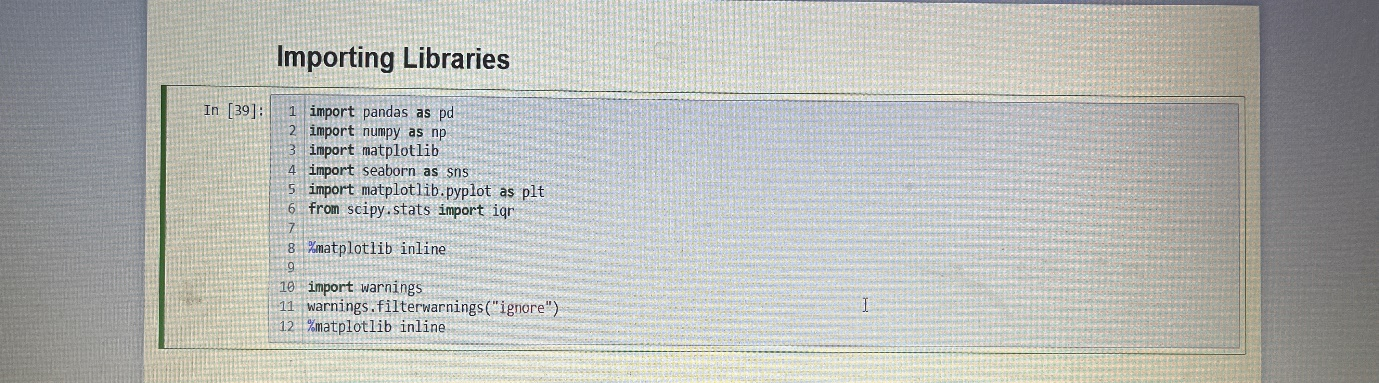 Importing Libraries
In [39]:
1 import pandas as pd
2 import numpy as np
3 import matplotlib
4 import seaborn as sns
5 import matplotlib.pyplot as plt
6 from scipy.stats import iqr
7
8 %matplotlib inline
9
10 import warnings
11 warnings.filterwarnings("ignore")
12 %matplotlib inline